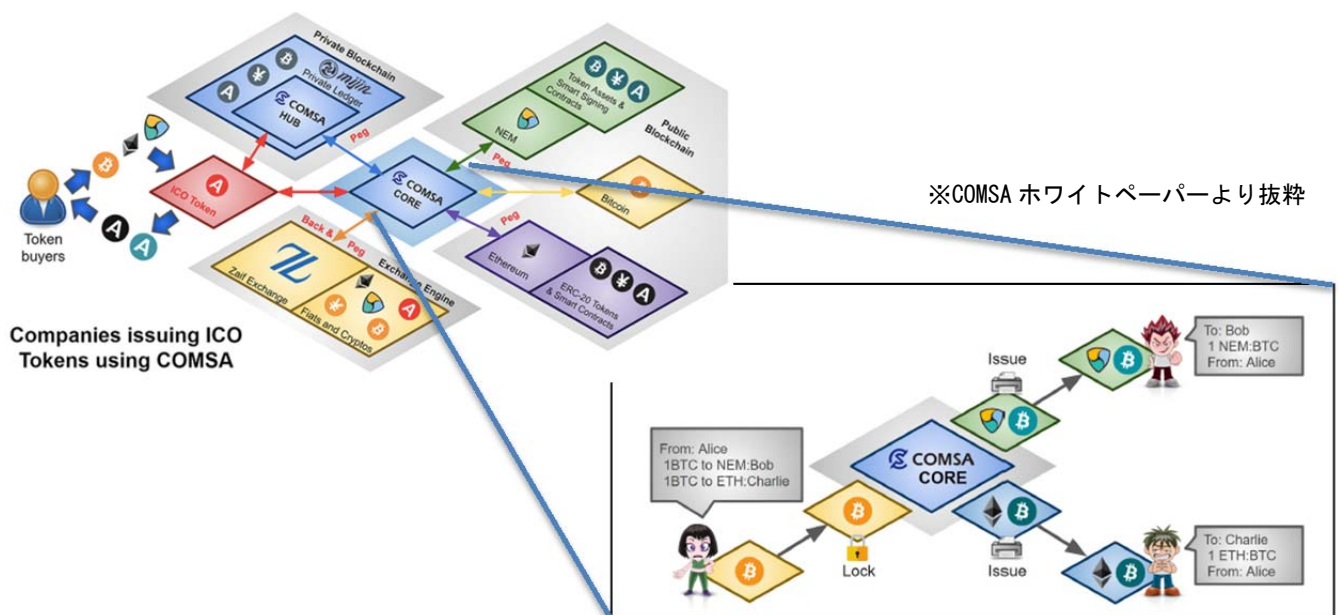 Private Blockchain
mijin
Private Ledger
COMSA
HUB
Peg
Token Assets &
Smart Signing
Contracts
NEM
Public
Blockchain
Peg
ICO Token
A
COMSA
CORE
Bitcoin
Token
buyers
Back & Peg
Peg
Zaif Exchange
Exchange Engine
Fiats and Cryptos
Ethereum
ERC-20 Tokens
& Smart Contracts
Companies issuing ICO
Tokens using COMSA
※COMSA ホワイトペーパーより抜粋
From: Alice
1BTC to NEM:Bob
1BTC to ETH:Charlie
Lock
COMSA
CORE
Issue
Issue
To: Bob
1 NEM:BTC
From: Alice
To: Charlie
1 ETH:BTC
From: Alice